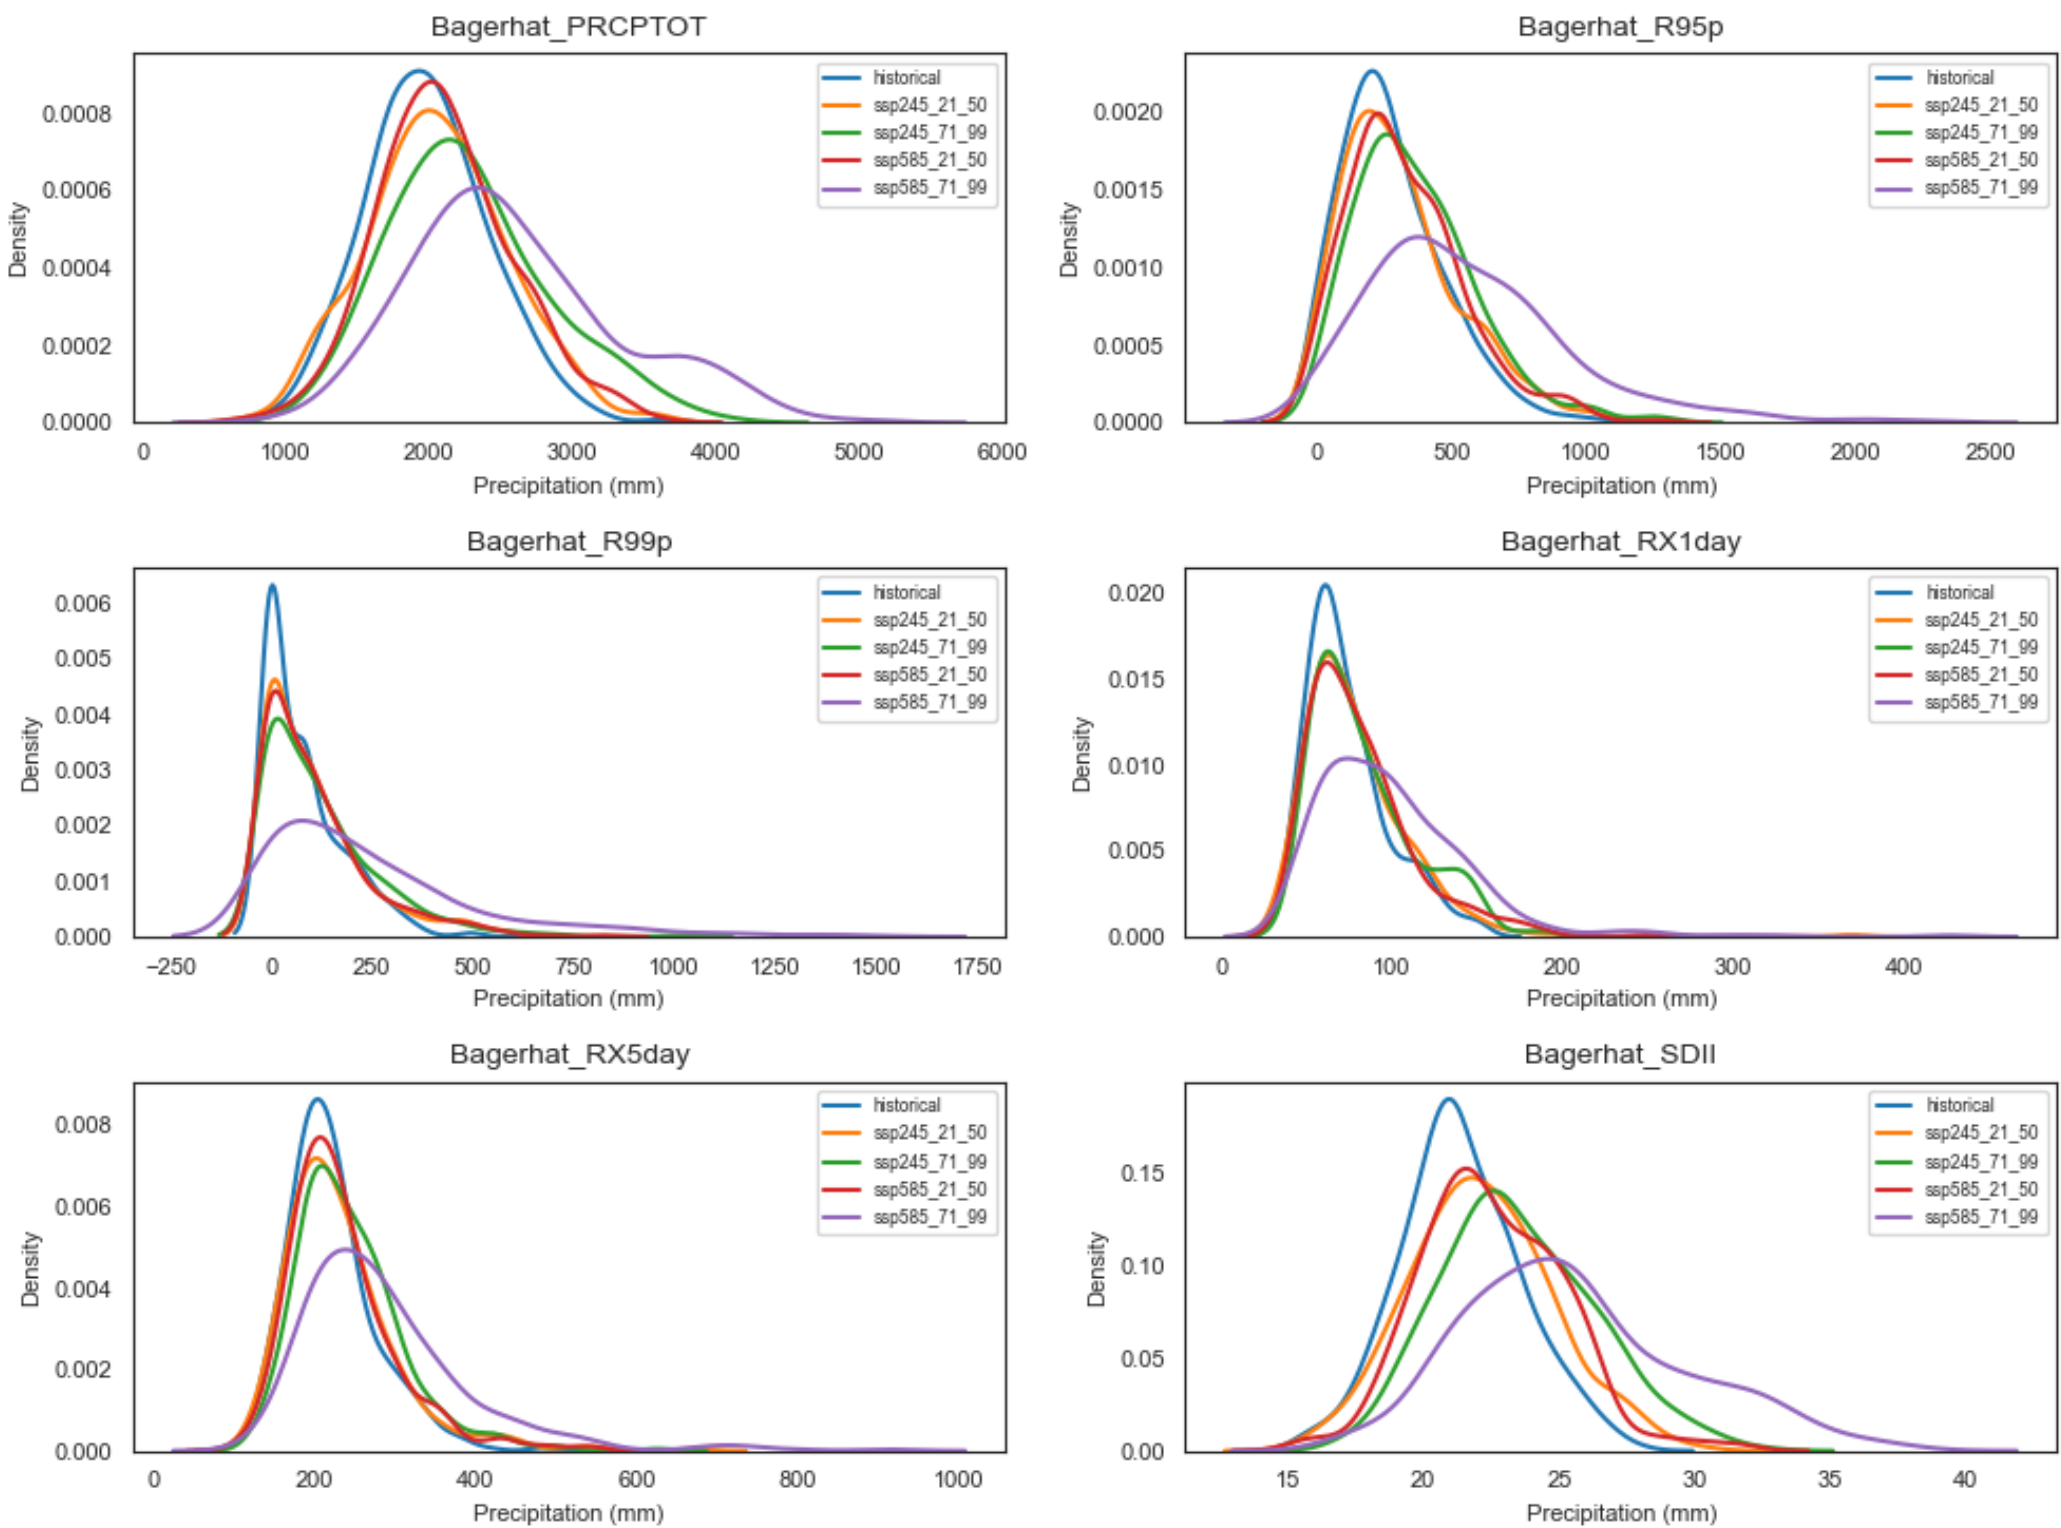 Bagerhat_PRCPTOT
Density
0.0008
0.0006
0.0004
0.0002
0.0000
historical
ssp245_21_50
ssp245_71_99
ssp585_21_50
ssp585_71_99
0 1000 2000 3000 4000 5000 6000
Precipitation (mm)
Bagerhat_R95p
Density
0.0020
0.0015
0.0010
0.0005
0.0000
historical
ssp245_21_50
ssp245_71_99
ssp585_21_50
ssp585_71_99
0 500 1000 1500 2000 2500
Precipitation (mm)
Bagerhat_R99p
Density
0.006
0.005
0.004
0.003
0.002
0.001
0.000
historical
ssp245_21_50
ssp245_71_99
ssp585_21_50
ssp585_71_99
−250 0 250 500 750 1000 1250 1500 1750
Precipitation (mm)
Bagerhat_RX1day
Density
0.020
0.015
0.010
0.005
0.000
historical
ssp245_21_50
ssp245_71_99
ssp585_21_50
ssp585_71_99
0 100 200 300 400
Precipitation (mm)
Bagerhat_RX5day
Density
0.008
0.006
0.004
0.002
0.000
historical
ssp245_21_50
ssp245_71_99
ssp585_21_50
ssp585_71_99
0 200 400 600 800 1000
Precipitation (mm)
Bagerhat_SDII
Density
0.15
0.10
0.05
0.00
historical
ssp245_21_50
ssp245_71_99
ssp585_21_50
ssp585_71_99
15 20 25 30 35 40
Precipitation (mm)